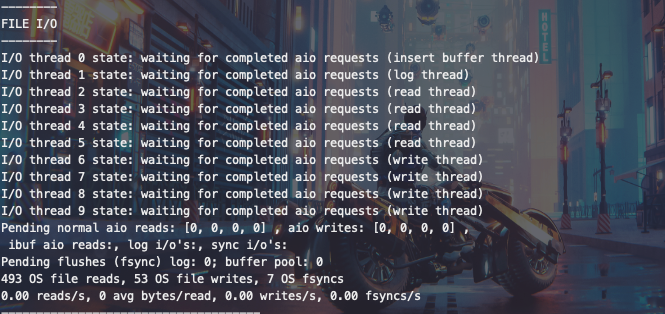 --------
FILE I/O
--------
I/O thread 0 state: waiting for completed aio requests (insert buffer thread)
I/O thread 1 state: waiting for completed aio requests (log thread)
I/O thread 2 state: waiting for completed aio requests (read thread)
I/O thread 3 state: waiting for completed aio requests (read thread)
I/O thread 4 state: waiting for completed aio requests (read thread)
I/O thread 5 state: waiting for completed aio requests (read thread)
I/O thread 6 state: waiting for completed aio requests (write thread)
I/O thread 7 state: waiting for completed aio requests (write thread)
I/O thread 8 state: waiting for completed aio requests (write thread)
I/O thread 9 state: waiting for completed aio requests (write thread)
Pending normal aio reads: [0, 0, 0, 0] , aio writes: [0, 0, 0, 0] ,
 ibuf aio reads:, log i/o's:, sync i/o's:
Pending flushes (fsync) log: 0; buffer pool: 0
493 OS file reads, 53 OS file writes, 7 OS fsyncs
0.00 reads/s, 0 avg bytes/read, 0.00 writes/s, 0.00 fsyncs/s
-------------------------------------
HOTEL